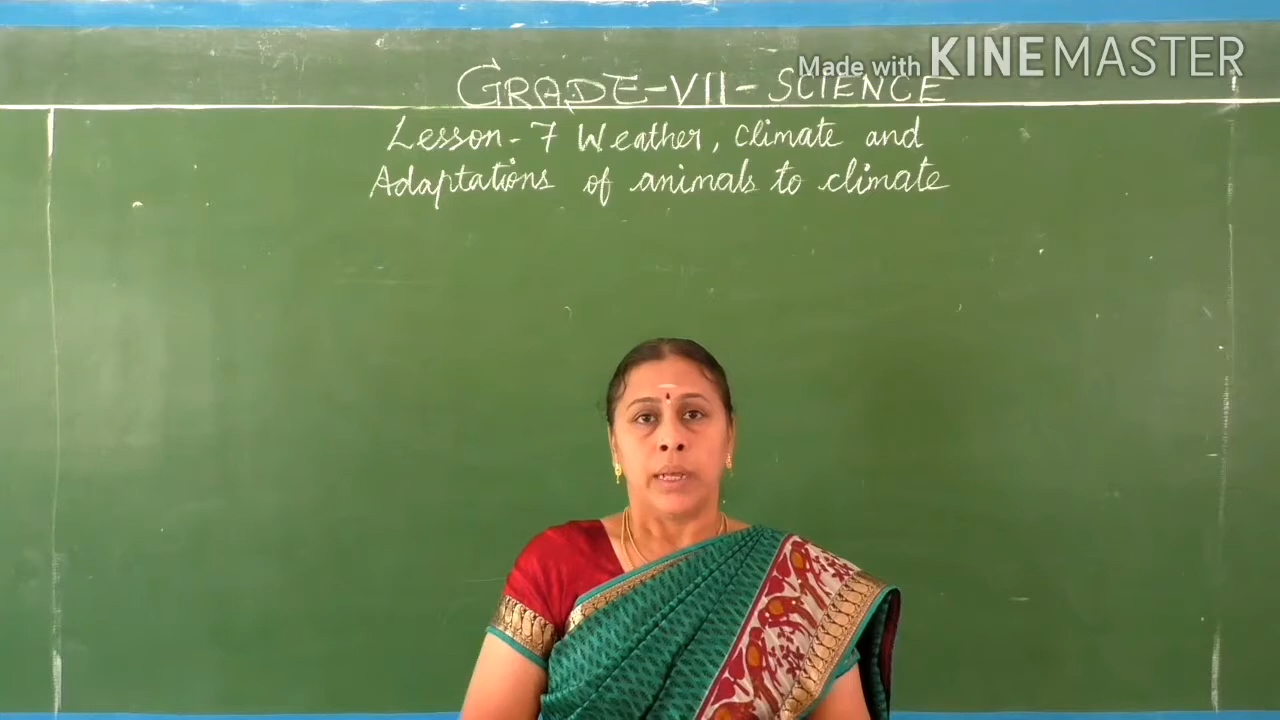 Made with KINEMASTER
GRADE-VII-SCIENCE
Lesson-7 Weather, Climate and
Adaptations of animals to climate